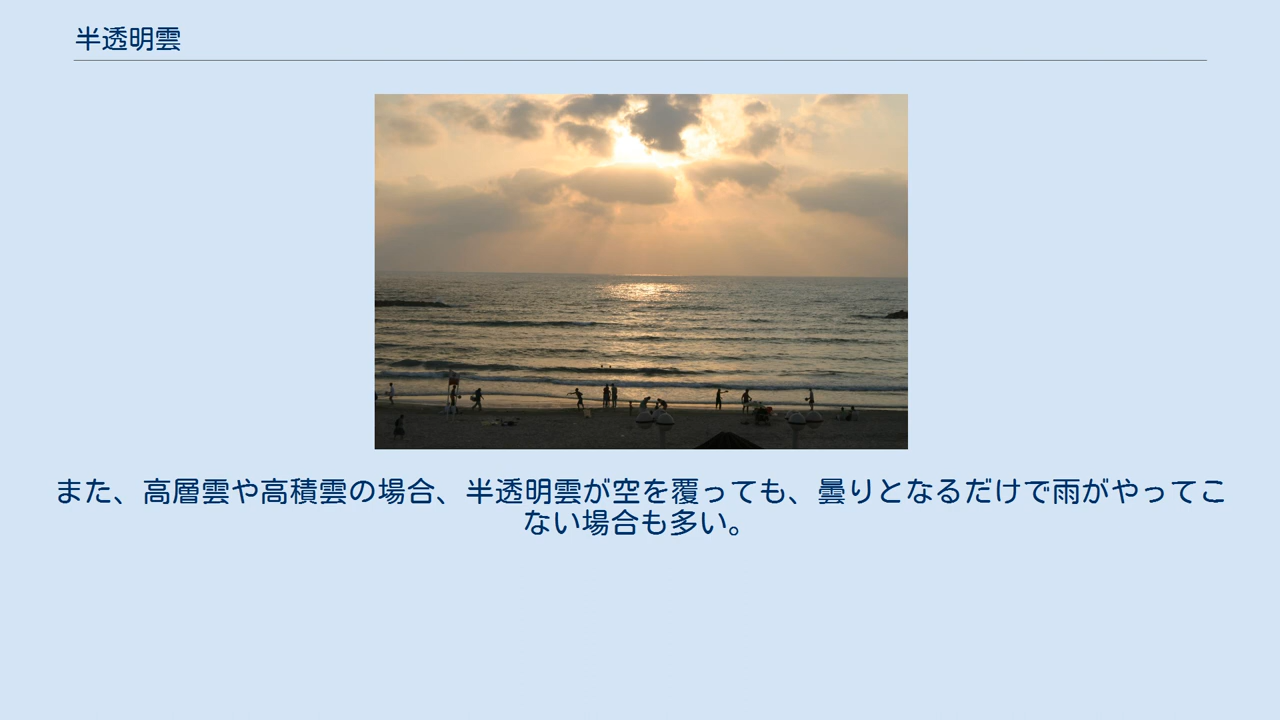 半透明雲
また、高層雲や高積雲の場合、半透明雲が空を覆っても、曇りとなるだけで雨がやってこ
ない場合も多い。